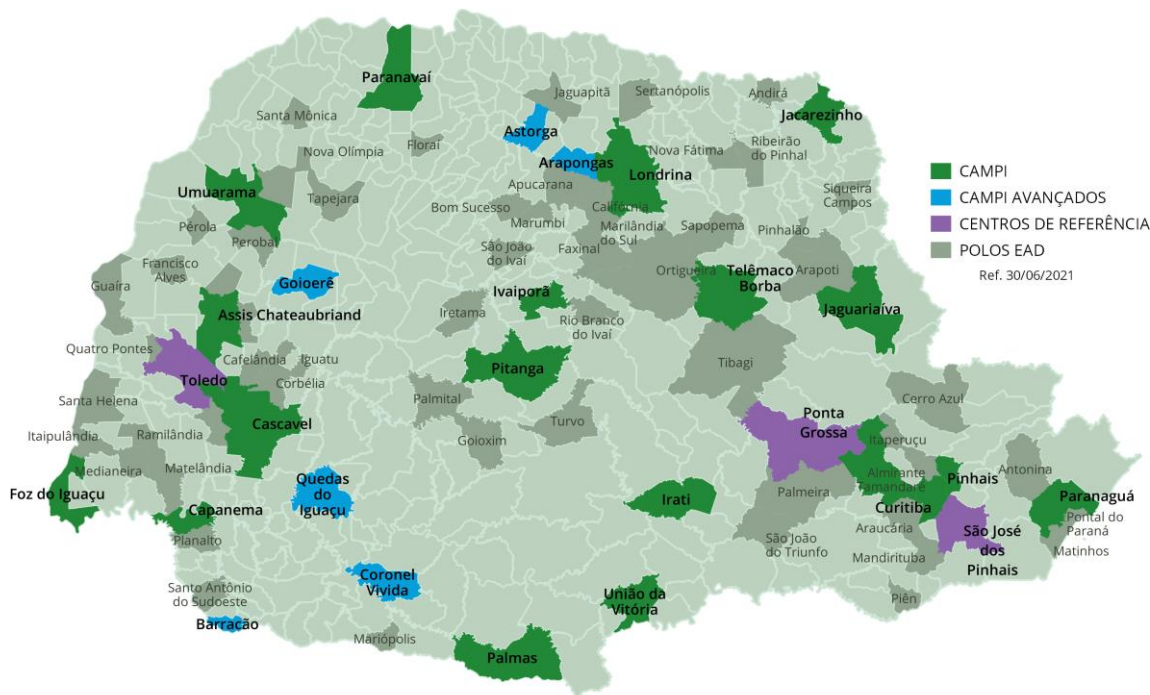 Paranavaí
Jaguapitã
Sertanópolis
Andirá
Santa Mônica
Jacarezinho
Astorga
Floraí
Nova Fátima
Ribeirão
do Pinhal
Nova Olímpia
Arapongas
Londrina
CAMPI
Umuarama
Tapejara
Apucarana
Siqueira
Campos
CAMPI AVANÇADOS
Bom Sucesso
Califórnia
CENTROS DE REFERÊNCIA
Pérola
Marumbi
Marilândia
do Sul
Sapopema
Pinhalão
Perobal
São João
do Ivaí
Faxinal
POLOS EAD
Francisco
Alves
Ortigueira
Telêmaco
Borba
Arapoti
Ref. 30/06/2021
Guaíra
Goioerê
Ivaiporã
Assis Chateaubriand
Iretama
Rio Branco
do Ivaí
Jaguariaíva
Quatro Pontes
Cafelândia
Iguatu
Tibagi
Toledo
Corbélia
Pitanga
Santa Helena
Palmital
Cerro Azul
Cascavel
Turvo
Ponta
Grossa
Itaipulândia
Ramilândia
Goioxim
Itaperuçu
Medianeira
Matelândia
Almirante
Tamandaré
Pinhais
Antonina
Foz do Iguaçu
Quedas
do
Iguaçu
Palmeira
Irati
Curitiba
Paranaguá
Capanema
Araucária
São José
dos
Pinhais
Pontal do
Paraná
Planalto
São João
do Triunfo
Mandirituba
Matinhos
Coronel
Vivida
Santo Antônio
do Sudoeste
União da
Vitória
Piên
Barracão
Mariópolis
Palmas